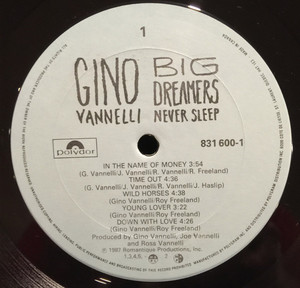 1
GINO BIG
DREAMERS
VANNELLI NEVER SLEEP
polydor
831 600-1
IN THE NAME OF MONEY 3:54
(G. Vannelli/J. Vannelli/R. Vannelli/R. Freeland)
TIME OUT 4:36
(G. Vannelli/J. Vannelli/R. Vannelli/J. Haslip)
WILD HORSES 4:38
(Gino Vannelli/Roy Freeland)
YOUNG LOVER 3:22
(Gino Vannelli/Roy Freeland)
DOWN WITH LOVE 4:26
(Gino Vannelli/Roy Freeland)
Produced by Gino Vannelli, Joe Vannelli and
Ross Vannelli
℗ 1987 Romantique Productions, Inc.